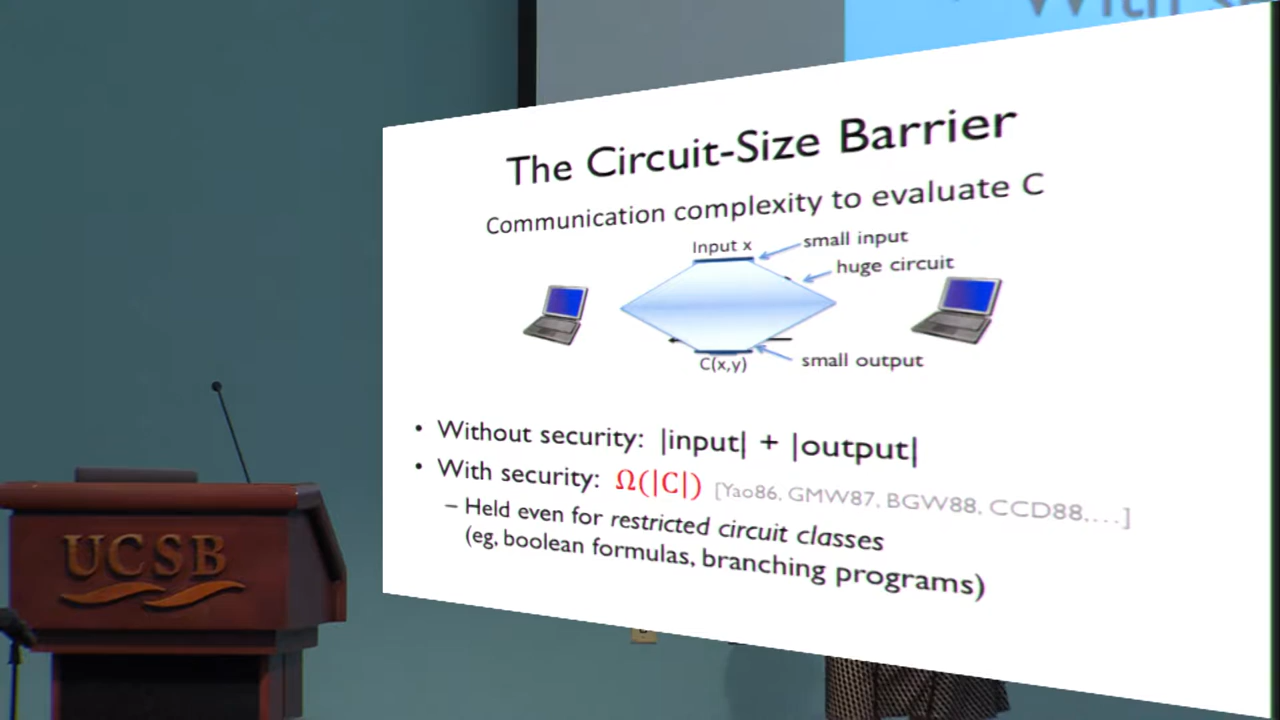 With
The Circuit-Size Barrier
Communication complexity to evaluate C
Input x
small input
huge circuit
C(x,y)
small output
• Without security: |input| + |output|
• With security: Ω(|C|) [Yao86, GMW87, BGW88, CCD88,…]
– Held even for restricted circuit classes
(eg, boolean formulas, branching programs)
UCSB